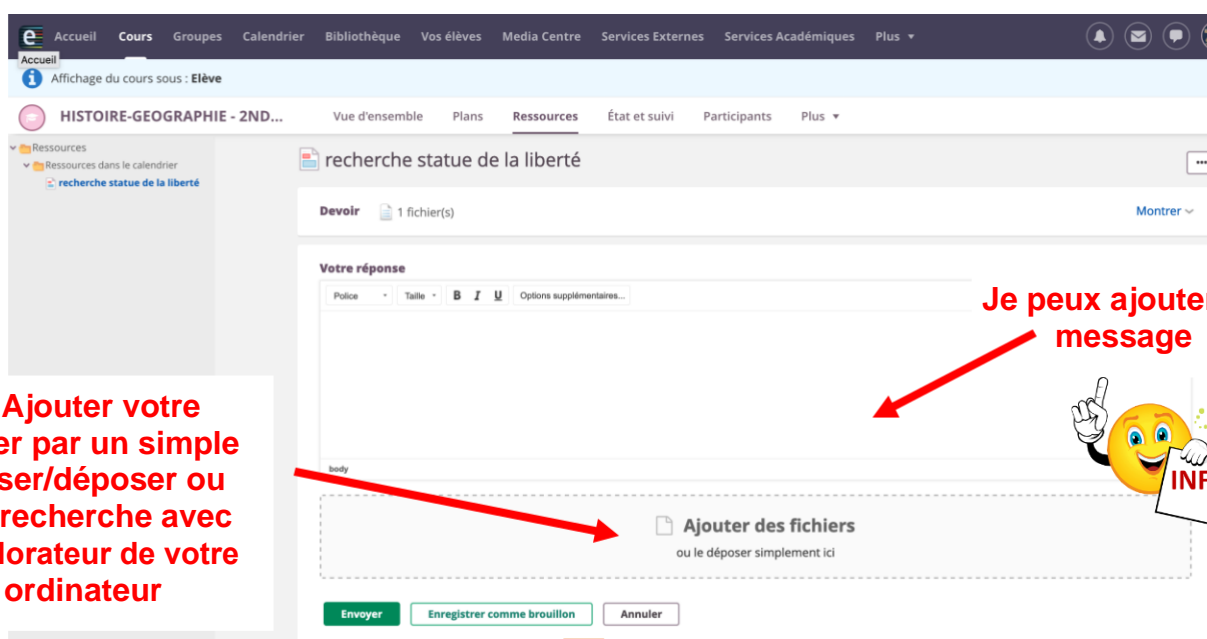 e Accueil Cours Groupes Calendrier Bibliothèque Vos élèves Media Centre Services Externes Services Académiques Plus
Accueil
i Affichage du cours sous : Elève
HISTOIRE-GEOGRAPHIE - 2ND... Vue d'ensemble Plans Ressources État et suivi Participants Plus
Ressources
Ressources dans le calendrier
recherche statue de la liberté
recherche statue de la liberté
...
Devoir 1 fichier(s) Montrer
Votre réponse
Police Taille B I U Options supplémentaires...
Je peux ajouter
message
Ajouter votre
er par un simple
ser/déposer ou
recherche avec
lorateur de votre
ordinateur
body
INF
Ajouter des fichiers
ou le déposer simplement ici
Envoyer Enregistrer comme brouillon Annuler